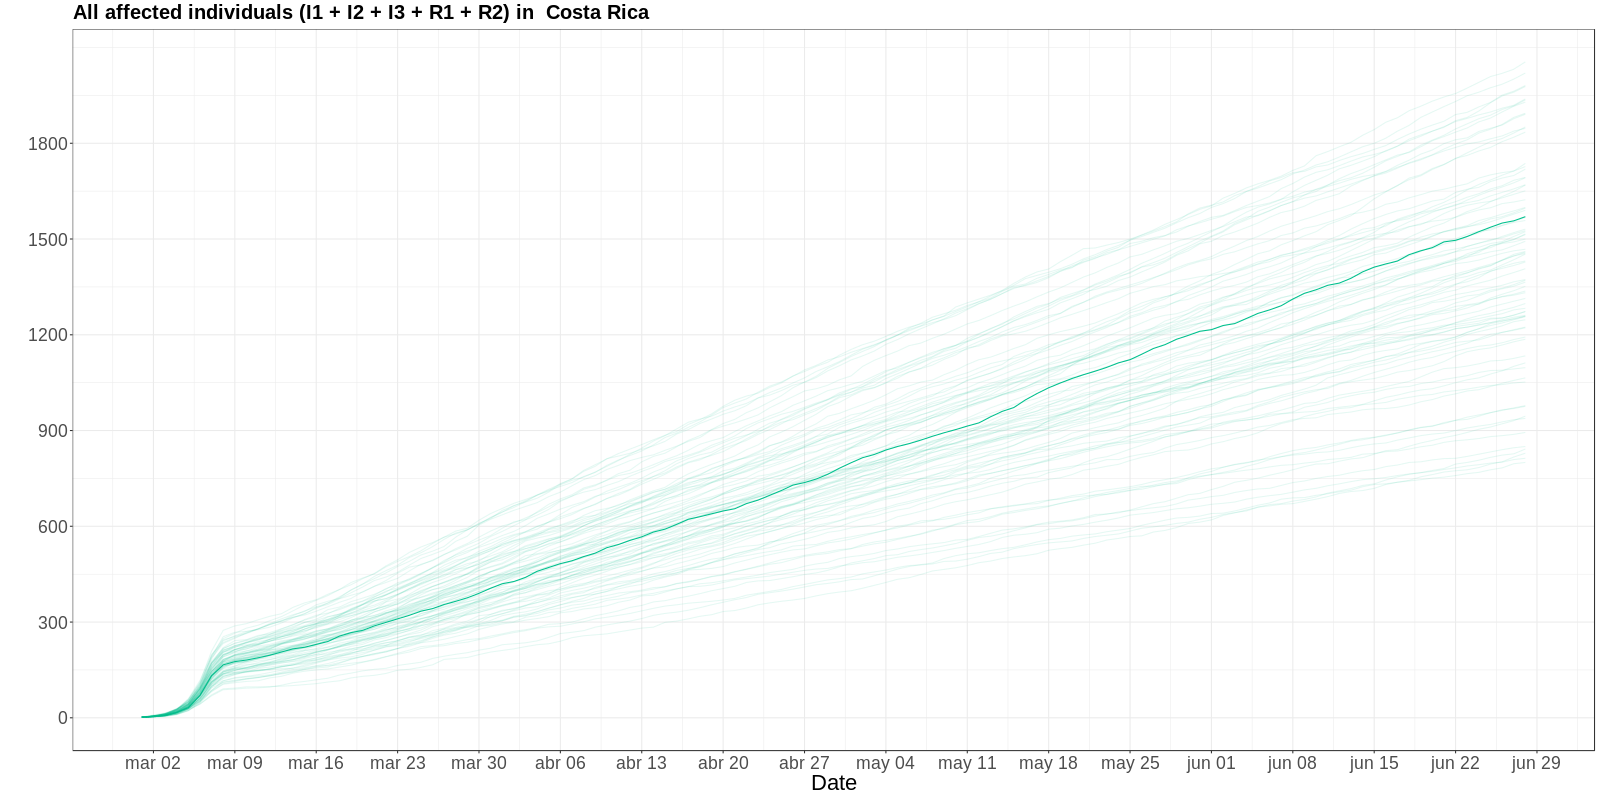 All affected individuals (I1 + I2 + I3 + R1 + R2) in  Costa Rica
1800
1500
1200
900
600
300
0
mar 02 mar 09 mar 16 mar 23 mar 30 abr 06 abr 13 abr 20 abr 27 may 04 may 11 may 18 may 25 jun 01 jun 08 jun 15 jun 22 jun 29
Date